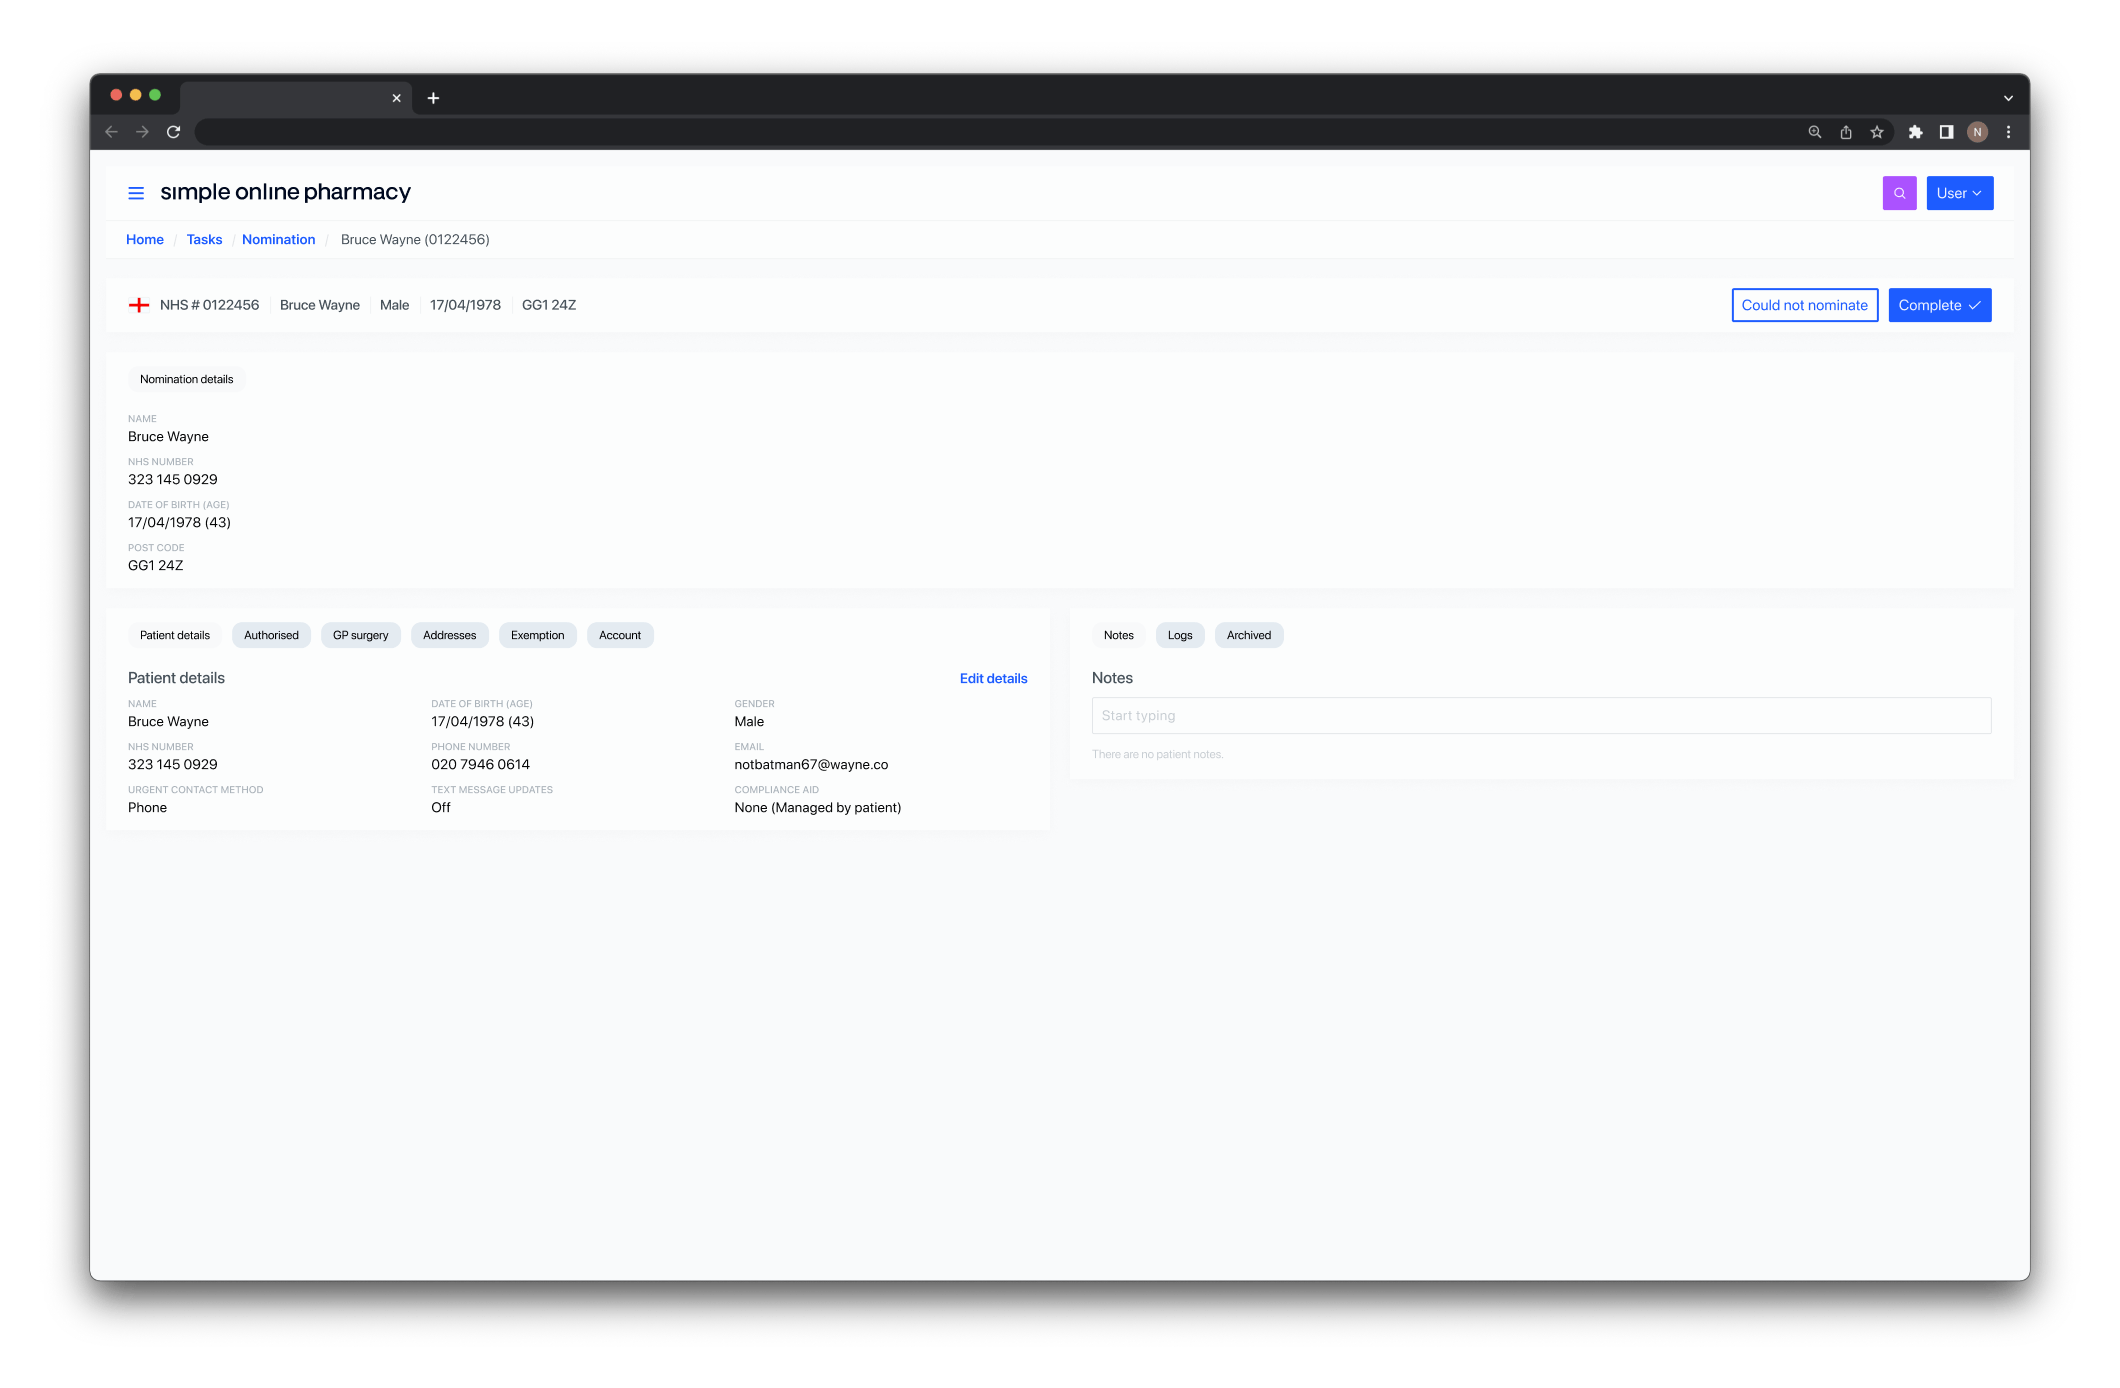 simple online pharmacy
User
Home / Tasks / Nomination / Bruce Wayne (0122456)
NHS # 0122456 Bruce Wayne Male 17/04/1978 GG1 24Z Could not nominate Complete
Nomination details
NAME
Bruce Wayne
NHS NUMBER
323 145 0929
DATE OF BIRTH (AGE)
17/04/1978 (43)
POST CODE
GG1 24Z
Patient details Authorised GP surgery Addresses Exemption Account
Patient details Edit details
NAME DATE OF BIRTH (AGE) GENDER
Bruce Wayne 17/04/1978 (43) Male
NHS NUMBER PHONE NUMBER EMAIL
323 145 0929 020 7946 0614 notbatman67@wayne.co
URGENT CONTACT METHOD TEXT MESSAGE UPDATES COMPLIANCE AID
Phone Off None (Managed by patient)
Notes Logs Archived
Notes
Start typing
There are no patient notes.
N